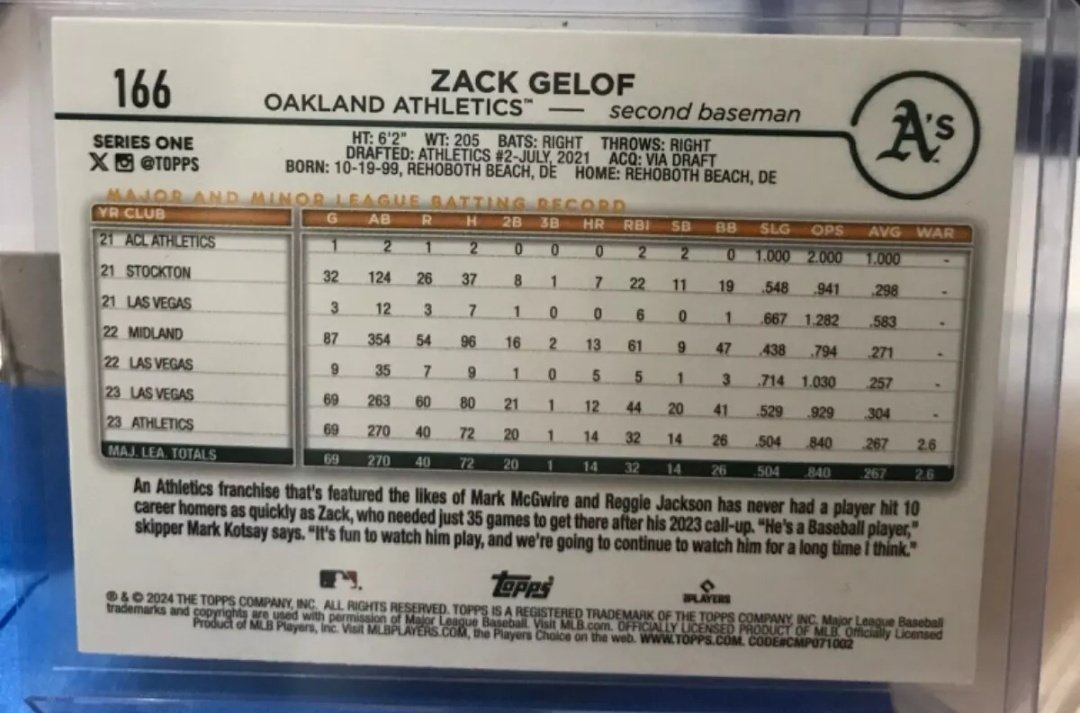 166
ZACK GELOF
OAKLAND ATHLETICS™ — second baseman
A's
SERIES ONE
X @TOPPS
HT: 6'2" WT: 205 BATS: RIGHT THROWS: RIGHT
DRAFTED: ATHLETICS #2-JULY, 2021 ACQ: VIA DRAFT
BORN: 10-19-99, REHOBOTH BEACH, DE HOME: REHOBOTH BEACH, DE
MAJOR AND MINOR LEAGUE BATTING RECORD
YR CLUB G AB R H 2B 3B HR RBI SB BB SLG OPS AVG WAR
21 ACL ATHLETICS 1 2 1 2 0 0 0 2 2 0 1.000 2.000 1.000 -
21 STOCKTON 32 124 26 37 8 1 7 22 11 19 .548 .941 .298 -
21 LAS VEGAS 3 12 3 7 1 0 0 6 0 1 .667 1.282 .583 -
22 MIDLAND 87 354 54 96 16 2 13 61 9 47 .438 .794 .271 -
22 LAS VEGAS 9 35 7 9 1 0 5 5 1 3 .714 1.030 .257 -
23 LAS VEGAS 69 263 60 80 21 1 12 44 20 41 .529 .929 .304 -
23 ATHLETICS 69 270 40 72 20 1 14 32 14 26 .504 .840 .267 2.6
MAJ. LEA. TOTALS 69 270 40 72 20 1 14 32 14 26 .504 .840 .267 2.6
An Athletics franchise that's featured the likes of Mark McGwire and Reggie Jackson has never had a player hit 10
career homers as quickly as Zack, who needed just 35 games to get there after his 2023 call-up. "He's a Baseball player,"
skipper Mark Kotsay says. "It's fun to watch him play, and we're going to continue to watch him for a long time I think."
topps
PLAYERS
® & © 2024 THE TOPPS COMPANY, INC. ALL RIGHTS RESERVED. TOPPS IS A REGISTERED TRADEMARK OF THE TOPPS COMPANY, INC. Major League Baseball
trademarks and copyrights are used with permission of Major League Baseball. Visit MLB.com. OFFICIALLY LICENSED PRODUCT OF MLB. Officially Licensed
Product of MLB Players, Inc. Visit MLBPLAYERS.COM, the Players Choice on the web. WWW.TOPPS.COM. CODE#CMP071002